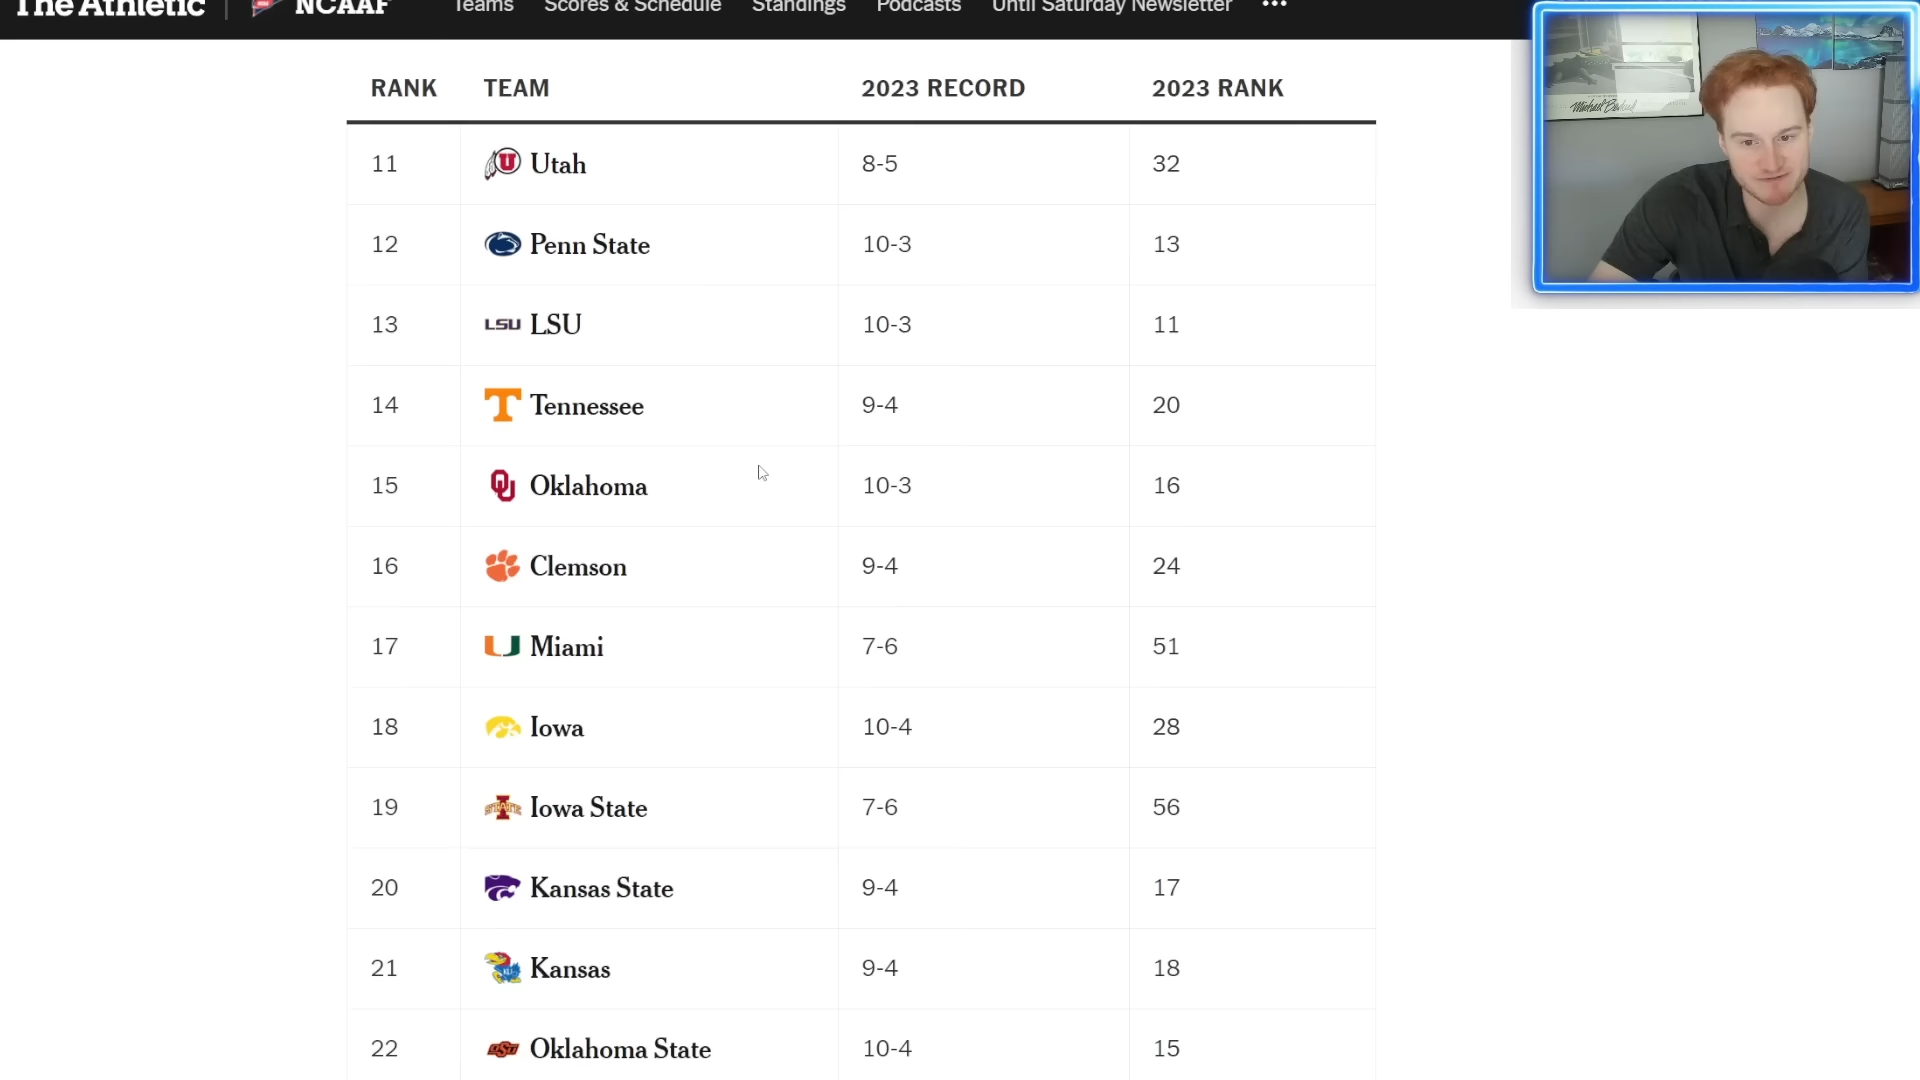 The Athletic NCAAF Teams Scores & Schedule Standings Podcasts Until Saturday Newsletter •••
RANK TEAM 2023 RECORD 2023 RANK
11 U Utah 8-5 32
12 Penn State 10-3 13
13 LSU LSU 10-3 11
14 T Tennessee 9-4 20
15 OU Oklahoma 10-3 16
16 Clemson 9-4 24
17 U Miami 7-6 51
18 Iowa 10-4 28
19 I STATE Iowa State 7-6 56
20 Kansas State 9-4 17
21 KU Kansas 9-4 18
22 OSU Oklahoma State 10-4 15